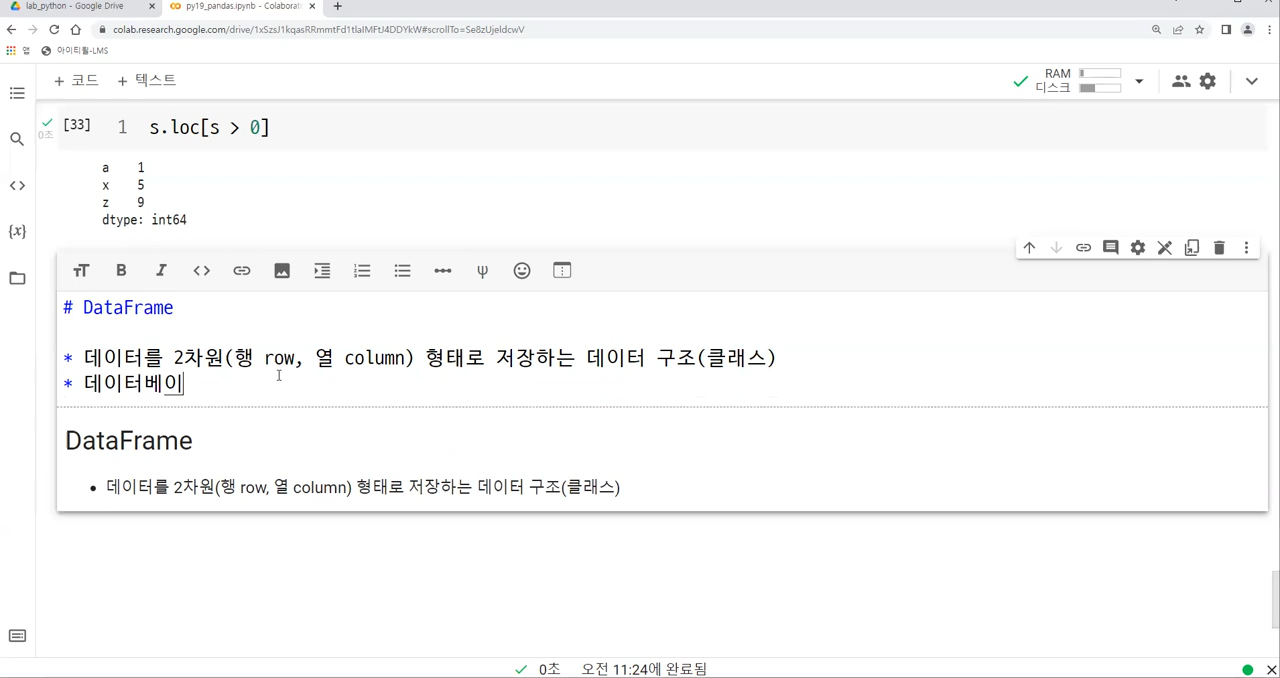 lab_python - Google Drive
py19_pandas.ipynb - Colaborat
colab.research.google.com/drive/1xSzsJ1kqasRRmmtFd1tlaIMFtJ4DDYkW#scrollTo=Se8zUjeIdcwV
앱 아이티윌-LMS
+ 코드 + 텍스트
RAM
디스크
0초
[33] 1 s.loc[s > 0]
a 1
x 5
z 9
dtype: int64
# DataFrame
* 데이터를 2차원(행 row, 열 column) 형태로 저장하는 데이터 구조(클래스)
* 데이터베이
DataFrame
• 데이터를 2차원(행 row, 열 column) 형태로 저장하는 데이터 구조(클래스)
0초 오전 11:24에 완료됨